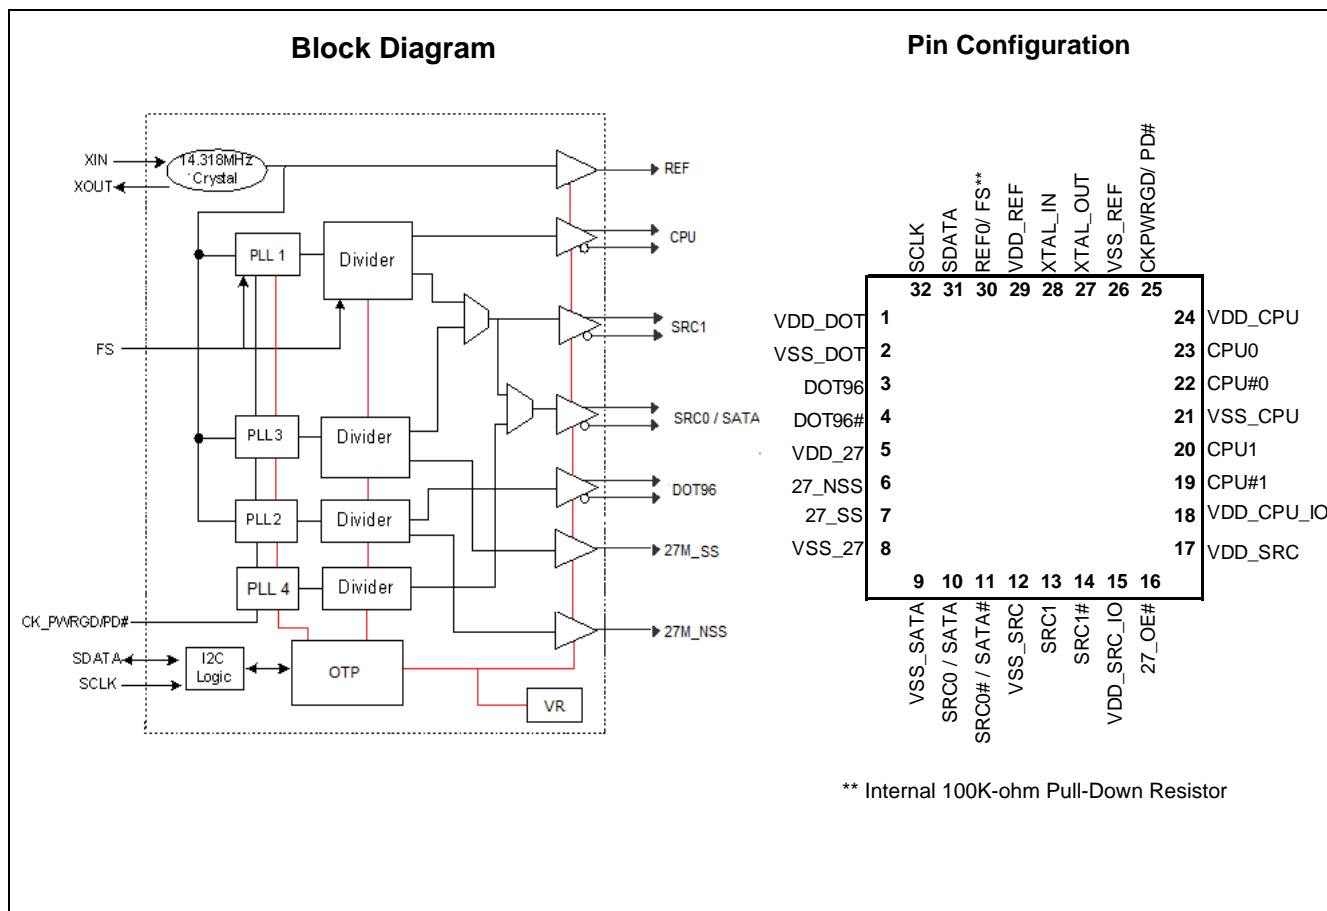 Block Diagram
Pin Configuration
XIN
XOUT
14.318MHz
Crystal
REF
CPU
PLL 1
Divider
SRC1
FS
PLL3
Divider
SRC0 / SATA
DOT96
PLL2
Divider
27M_SS
PLL 4
Divider
CK_PWRGD/PD#
27M_NSS
SDATA
SCLK
I2C
Logic
OTP
VR
SCLK
SDATA
REF0/ FS**
VDD_REF
XTAL_IN
XTAL_OUT
VSS_REF
CKPWRGD/ PD#
32 31 30 29 28 27 26 25
VDD_DOT 1
VSS_DOT 2
DOT96 3
DOT96# 4
VDD_27 5
27_NSS 6
27_SS 7
VSS_27 8
24 VDD_CPU
23 CPU0
22 CPU#0
21 VSS_CPU
20 CPU1
19 CPU#1
18 VDD_CPU_IO
17 VDD_SRC
9 10 11 12 13 14 15 16
VSS_SATA
SRC0 / SATA
SRC0# / SATA#
VSS_SRC
SRC1
SRC1#
VDD_SRC_IO
27_OE#
** Internal 100K-ohm Pull-Down Resistor